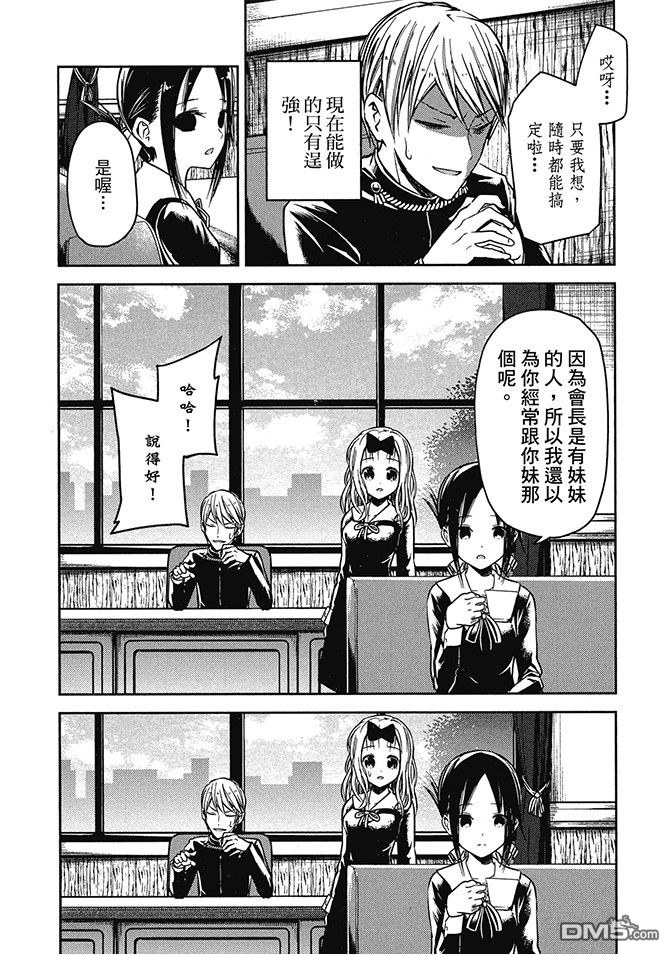 哎呀…
只要我想，
隨時都能搞
定啦…
現在能做
的只有逞
強！
是喔…
因為會長是有妹妹
的人，所以我還以
為你經常跟你妹那
個呢。
哈哈！
說得好！
DM5.com